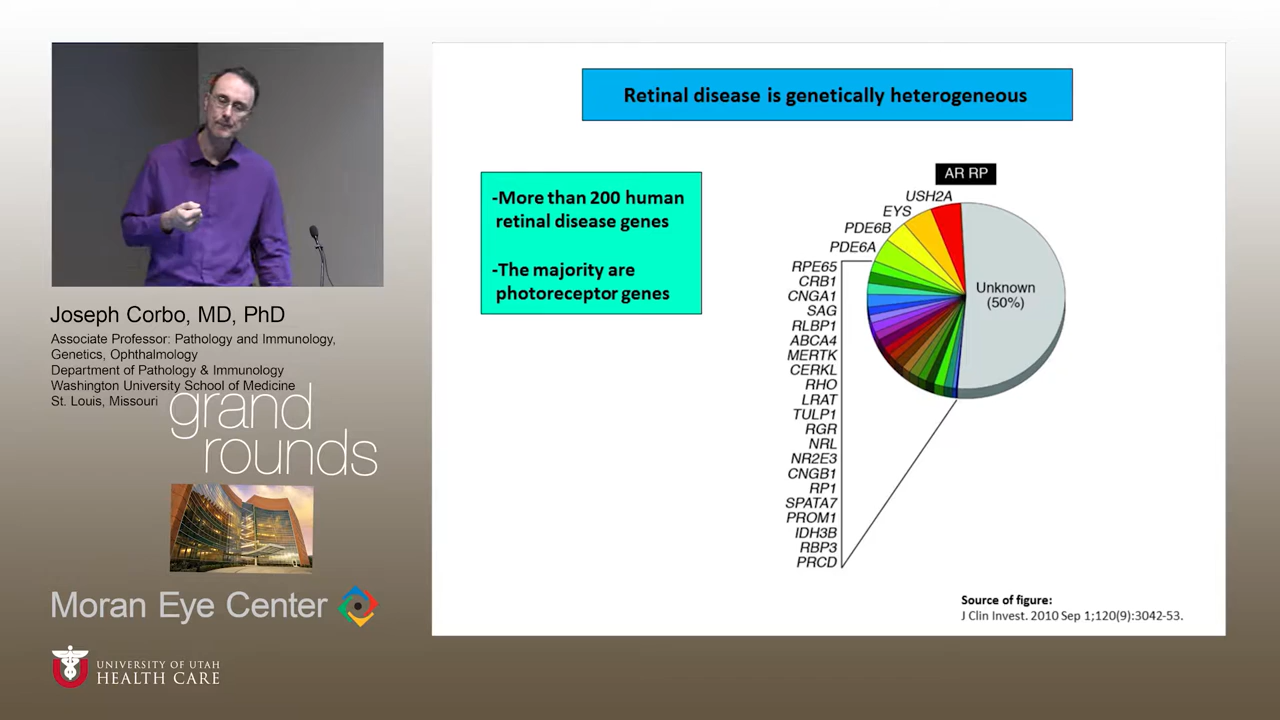 Joseph Corbo, MD, PhD
Associate Professor: Pathology and Immunology,
Genetics, Ophthalmology
Department of Pathology & Immunology
Washington University School of Medicine
St. Louis, Missouri
grand
rounds
Moran Eye Center
UNIVERSITY OF UTAH
HEALTH CARE
Retinal disease is genetically heterogeneous
-More than 200 human
retinal disease genes
-The majority are
photoreceptor genes
AR RP
USH2A
EYS
PDE6B
PDE6A
RPE65
CRB1
CNGA1
SAG
RLBP1
ABCA4
MERTK
CERKL
RHO
LRAT
TULP1
RGR
NRL
NR2E3
CNGB1
RP1
SPATA7
PROM1
IDH3B
RBP3
PRCD
Unknown
(50%)
Source of figure:
J Clin Invest. 2010 Sep 1;120(9):3042-53.